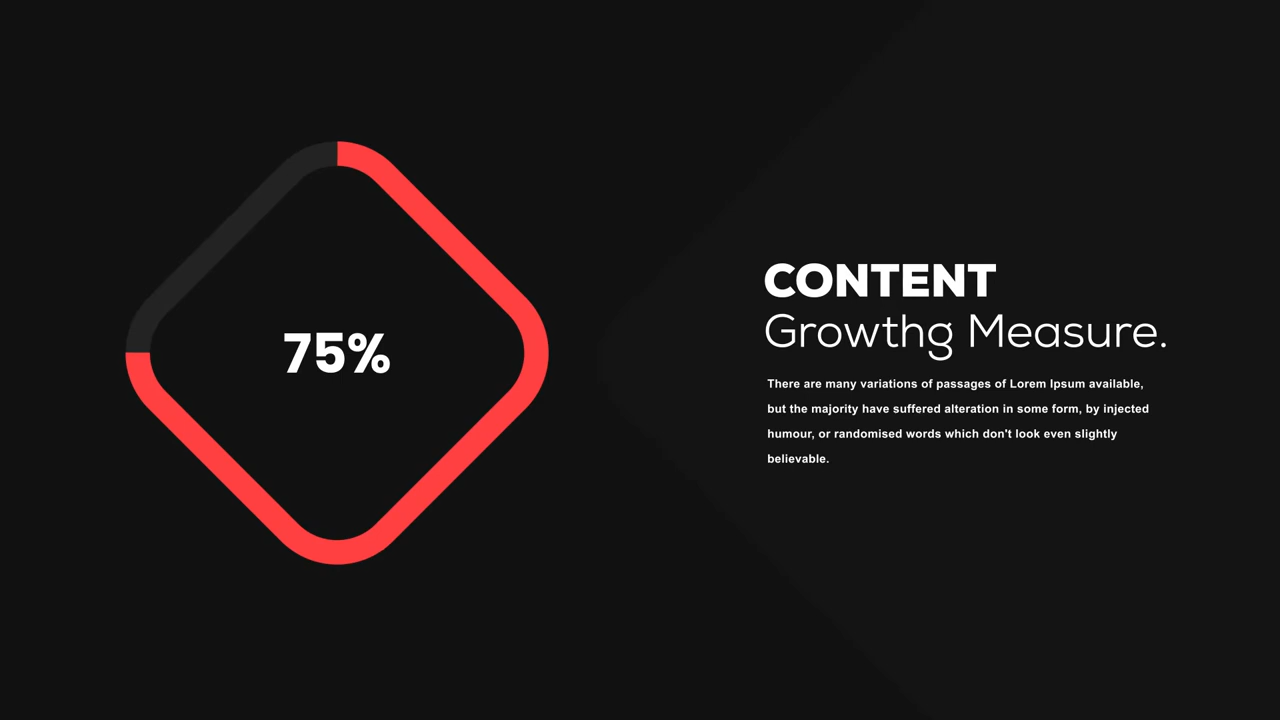 75%
CONTENT
Growthg Measure.
There are many variations of passages of Lorem Ipsum available,
but the majority have suffered alteration in some form, by injected
humour, or randomised words which don't look even slightly
believable.